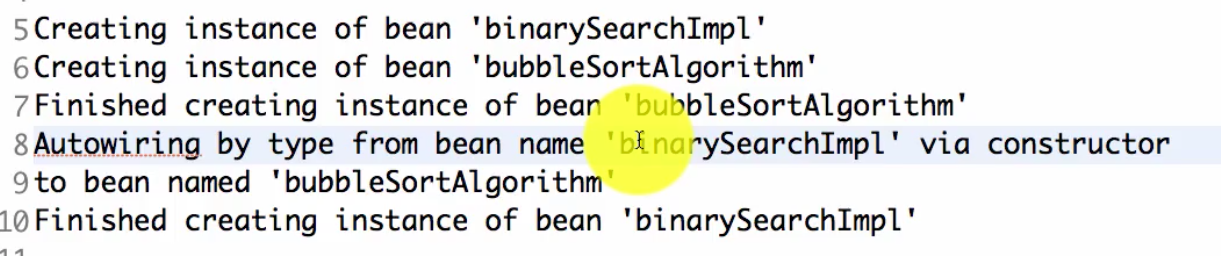 5 Creating instance of bean 'binarySearchImpl'
6 Creating instance of bean 'bubbleSortAlgorithm'
7 Finished creating instance of bean 'bubbleSortAlgorithm'
8 Autowiring by type from bean name 'binarySearchImpl' via constructor
9 to bean named 'bubbleSortAlgorithm'
10 Finished creating instance of bean 'binarySearchImpl'